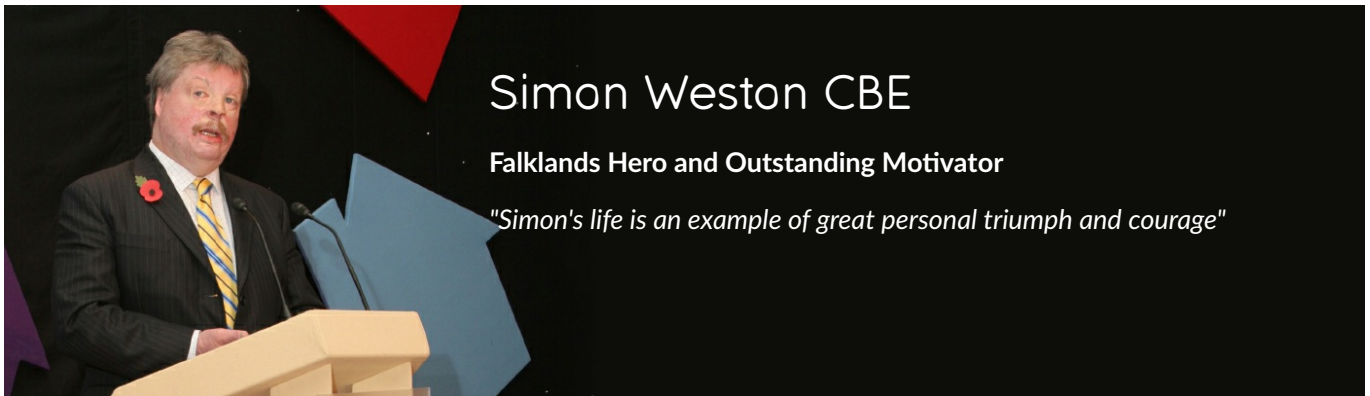 Simon Weston CBE
Falklands Hero and Outstanding Motivator
"Simon's life is an example of great personal triumph and courage"